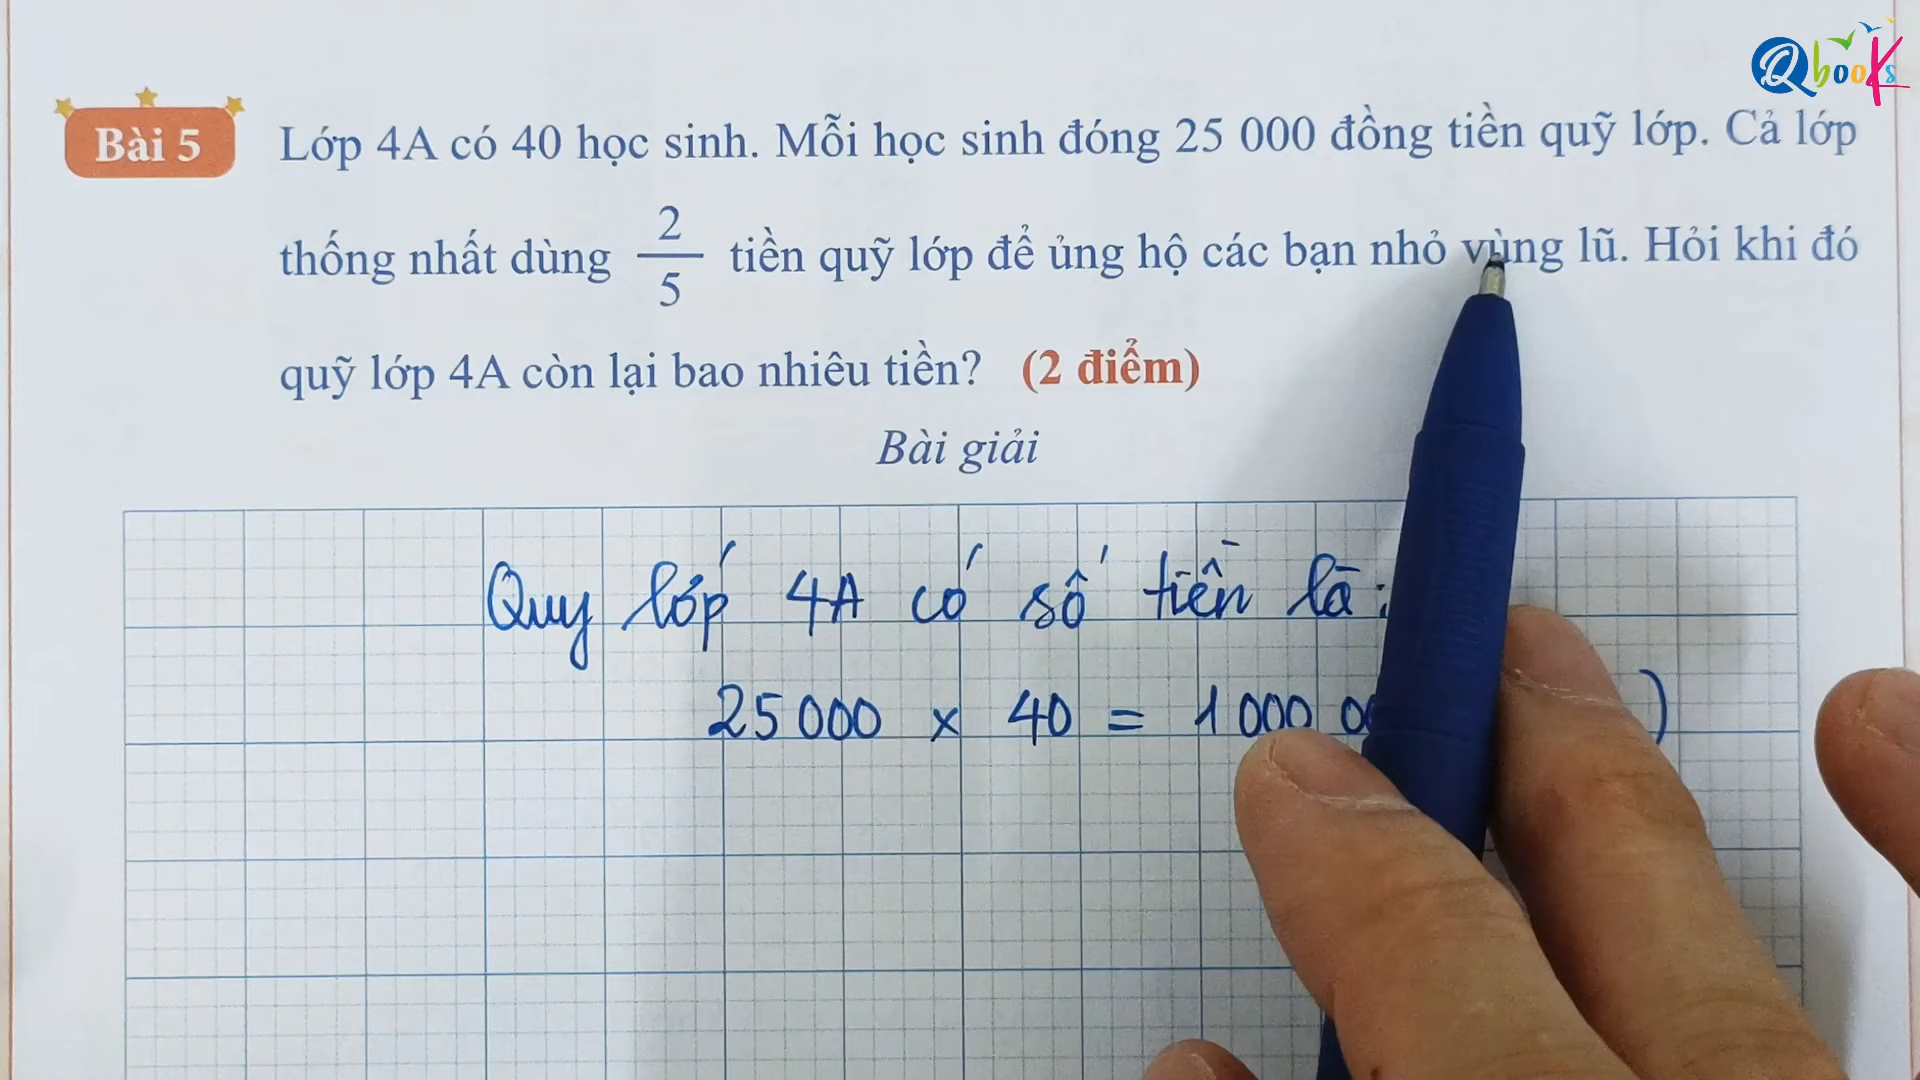 Qbooks
Bài 5
Lớp 4A có 40 học sinh. Mỗi học sinh đóng 25 000 đồng tiền quỹ lớp. Cả lớp
thống nhất dùng 2/5 tiền quỹ lớp để ủng hộ các bạn nhỏ vùng lũ. Hỏi khi đó
quỹ lớp 4A còn lại bao nhiêu tiền? (2 điểm)
Bài giải
Quy lớp 4A có số tiền là:
25 000 x 40 = 1 000 )